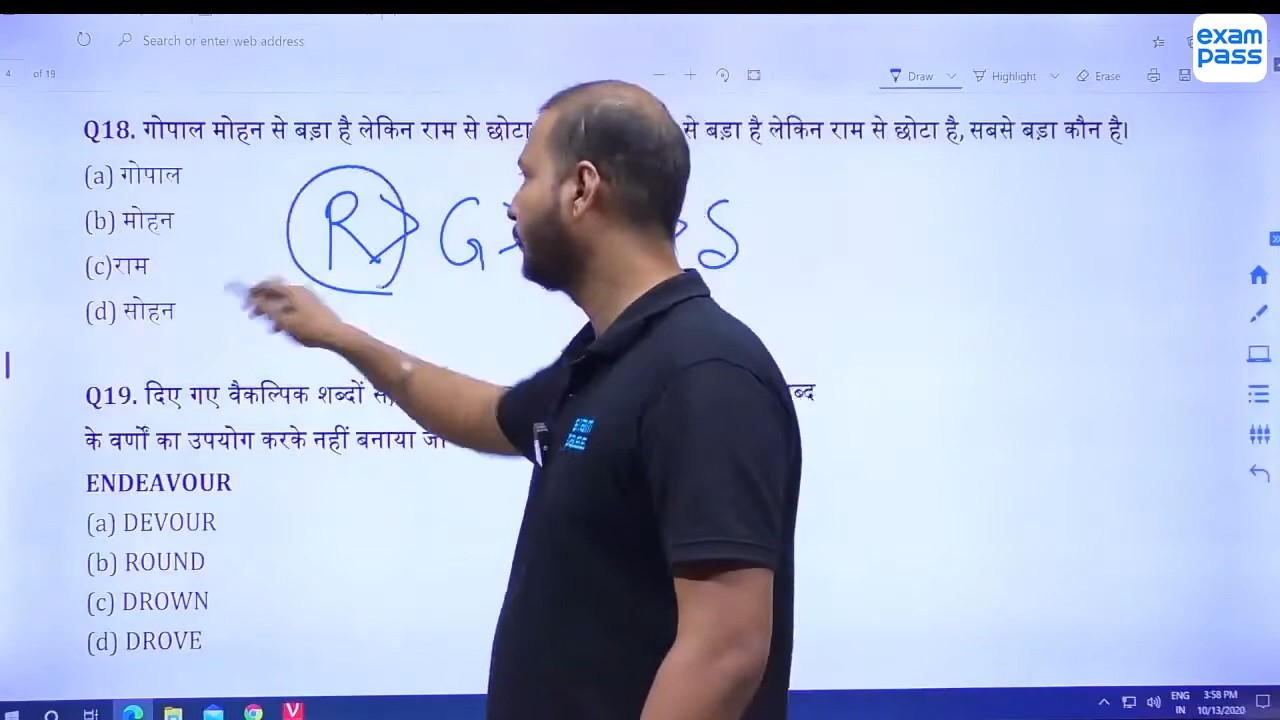 exam
pass
Search or enter web address
4 of 19
Draw
Highlight
Erase
Q18. गोपाल मोहन से बड़ा है लेकिन राम से छोटा से बड़ा है लेकिन राम से छोटा है, सबसे बड़ा कौन है।
(a) गोपाल
(b) मोहन
(c)राम
(d) सोहन
R > G > S
Q19. दिए गए वैकल्पिक शब्दों
के वर्णों का उपयोग करके नहीं बनाया
ENDEAVOUR
(a) DEVOUR
(b) ROUND
(c) DROWN
(d) DROVE
exam
pass
ENG
IN
3:58 PM
10/13/2020